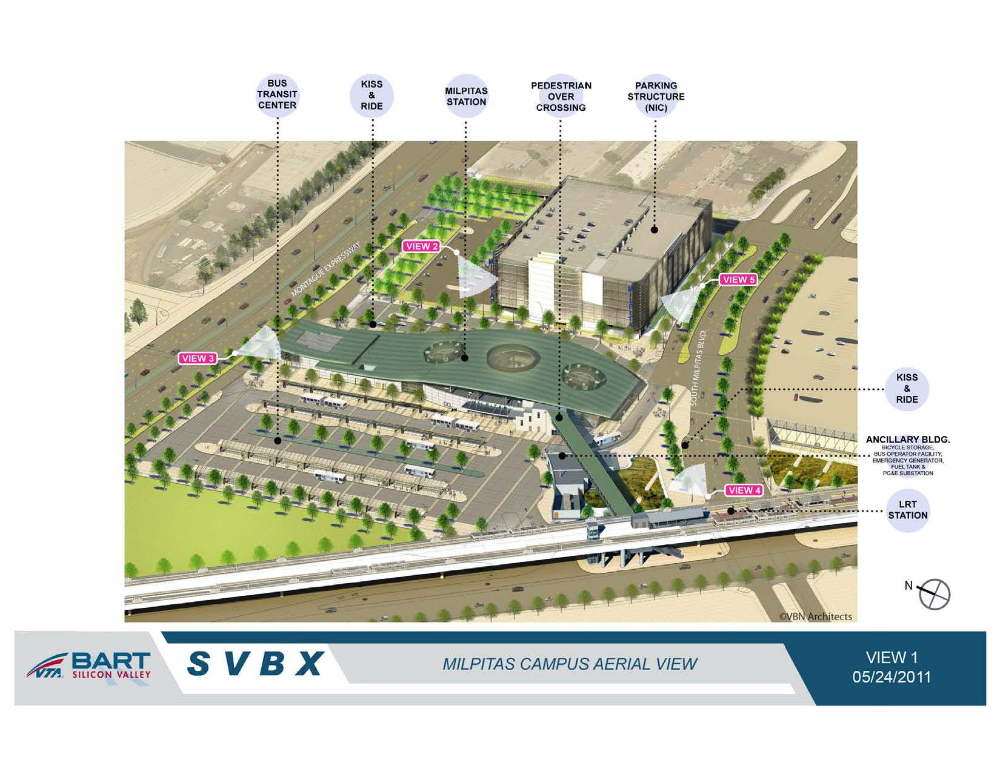 BUS
TRANSIT
CENTER
KISS
&
RIDE
MILPITAS
STATION
PEDESTRIAN
OVER
CROSSING
PARKING
STRUCTURE
(NIC)
MONTAGUE EXPRESSWAY
VIEW 2
VIEW 5
VIEW 3
SOUTH MILPITAS BLVD.
KISS
&
RIDE
ANCILLARY BLDG.
BICYCLE STORAGE,
BUS OPERATOR FACILITY,
EMERGENCY GENERATOR,
FUEL TANK &
PG&E SUBSTATION
VIEW 4
LRT
STATION
N
©VBN Architects
VTA BART
SILICON VALLEY
SVBX
MILPITAS CAMPUS AERIAL VIEW
VIEW 1
05/24/2011